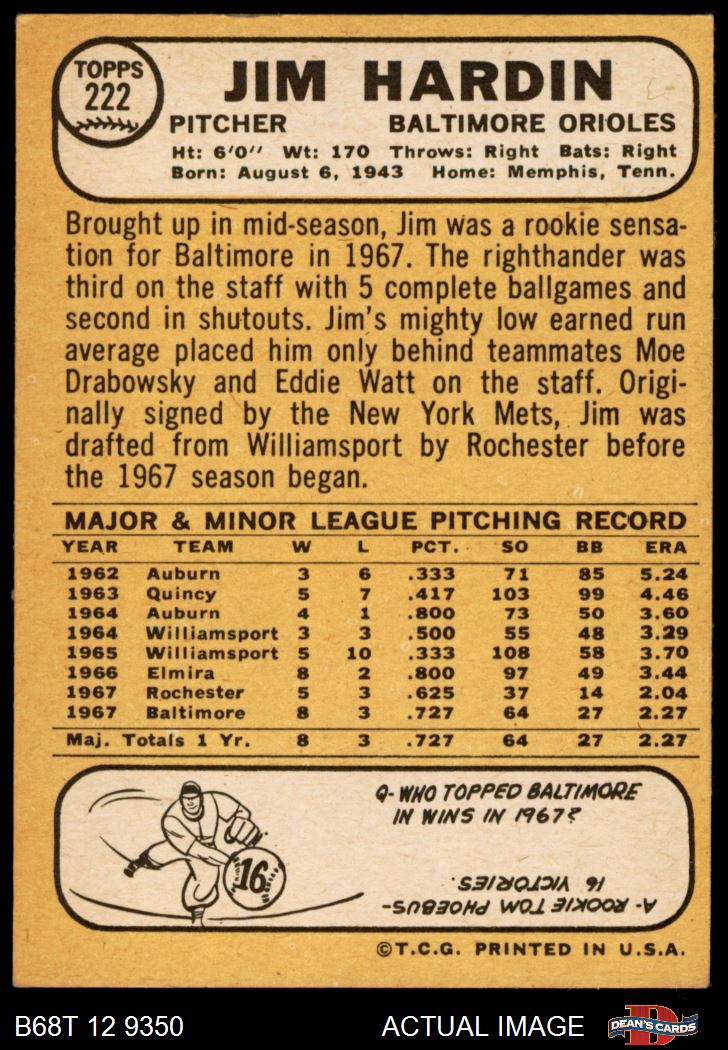 TOPPS
222
JIM HARDIN
PITCHER BALTIMORE ORIOLES
Ht: 6'0" Wt: 170 Throws: Right Bats: Right
Born: August 6, 1943 Home: Memphis, Tenn.
Brought up in mid-season, Jim was a rookie sensa-
tion for Baltimore in 1967. The righthander was
third on the staff with 5 complete ballgames and
second in shutouts. Jim's mighty low earned run
average placed him only behind teammates Moe
Drabowsky and Eddie Watt on the staff. Origi-
nally signed by the New York Mets, Jim was
drafted from Williamsport by Rochester before
the 1967 season began.
MAJOR & MINOR LEAGUE PITCHING RECORD
YEAR TEAM W L PCT. SO BB ERA
1962 Auburn 3 6 .333 71 85 5.24
1963 Quincy 5 7 .417 103 99 4.46
1964 Auburn 4 1 .800 73 50 3.60
1964 Williamsport 3 3 .500 55 48 3.29
1965 Williamsport 5 10 .333 108 58 3.70
1966 Elmira 8 2 .800 97 49 3.44
1967 Rochester 5 3 .625 37 14 2.04
1967 Baltimore 8 3 .727 64 27 2.27
Maj. Totals 1 Yr. 8 3 .727 64 27 2.27
16
Q- WHO TOPPED BALTIMORE
IN WINS IN 1967?
A- ROOKIE TOM PHOEBUS-
16 VICTORIES.
©T.C.G. PRINTED IN U.S.A.
B68T 12 9350 ACTUAL IMAGE
D
DEAN'S CARDS